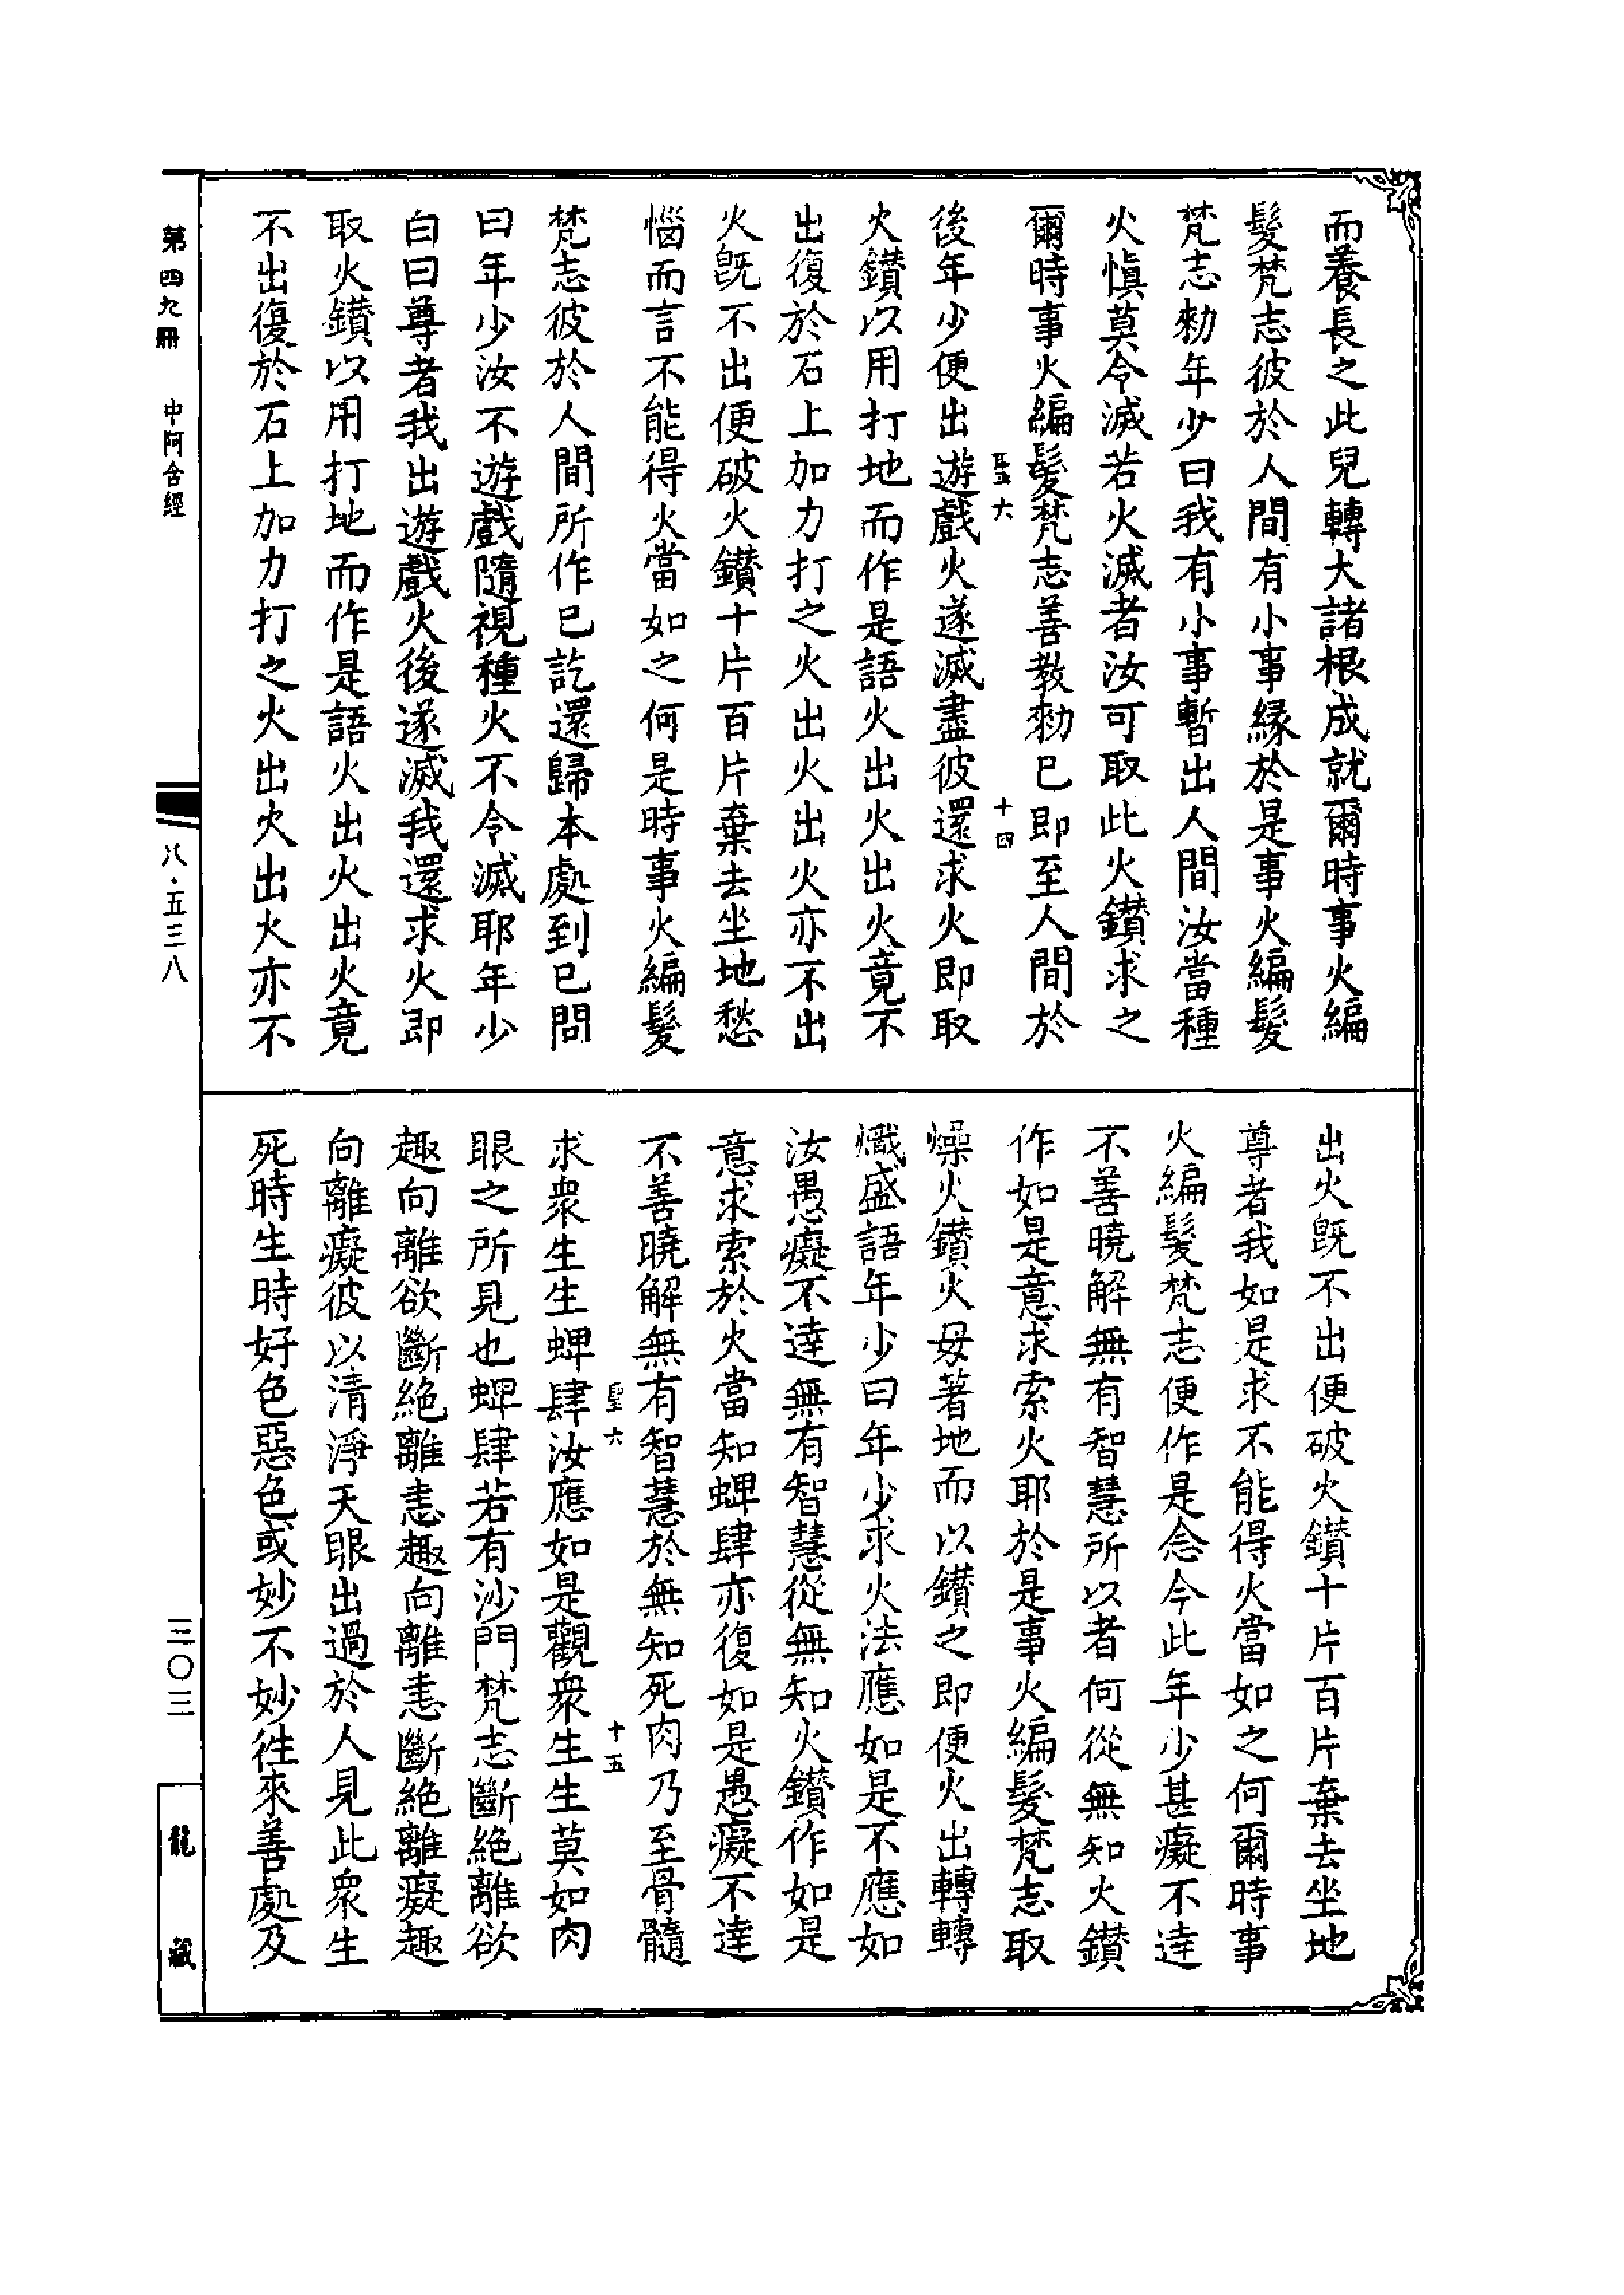 而養長之此兒轉大諸根成就爾時事火編
髮梵志彼於人間有小事緣於是事火編髮
梵志勑年少曰我有小事暫出人間汝當種
火愼莫令滅若火滅者汝可取此火鑚求之
爾時事火編髮梵志善教勑已即至人間於
聖六 十四
後年少便出遊戲火遂滅盡彼還求火即取
火鑚以用打地而作是語火出火出火竟不
出復於石上加力打之火出火出火亦不出
火旣不出便破火鑚十片百片棄去坐地愁
惱而言不能得火當如之何是時事火編髮
梵志彼於人間所作已訖還歸本處到已問
曰年少汝不遊戲隨視種火不令滅耶年少
白曰尊者我出遊戲火後遂滅我還求火即
取火鑚以用打地而作是語火出火出火竟
不出復於石上加力打之火出火出火亦不
出火旣不出便破火鑚十片百片棄去坐地
尊者我如是求不能得火當如之何爾時事
火編髮梵志便作是念今此年少甚癡不達
不善曉解無有智慧所以者何從無知火鑚
作如是意求索火耶於是事火編髮梵志取
燥火鑚火母著地而以鑚之即便火出轉轉
熾盛語年少曰年少求火法應如是不應如
汝愚癡不達無有智慧從無知火鑚作如是
意求索於火當知蜱肆亦復如是愚癡不達
不善曉解無有智慧於無知死肉乃至骨髓
聖六 十五
求衆生生蜱肆汝應如是觀衆生生莫如肉
眼之所見也蜱肆若有沙門梵志斷絶離欲
趣向離欲斷絶離恚趣向離恚斷絶離癡趣
向離癡彼以清淨天眼出過於人見此衆生
死時生時好色惡色或妙不妙徃來善處及
第四九冊 中阿含經
八·五三八
三〇三
龍藏